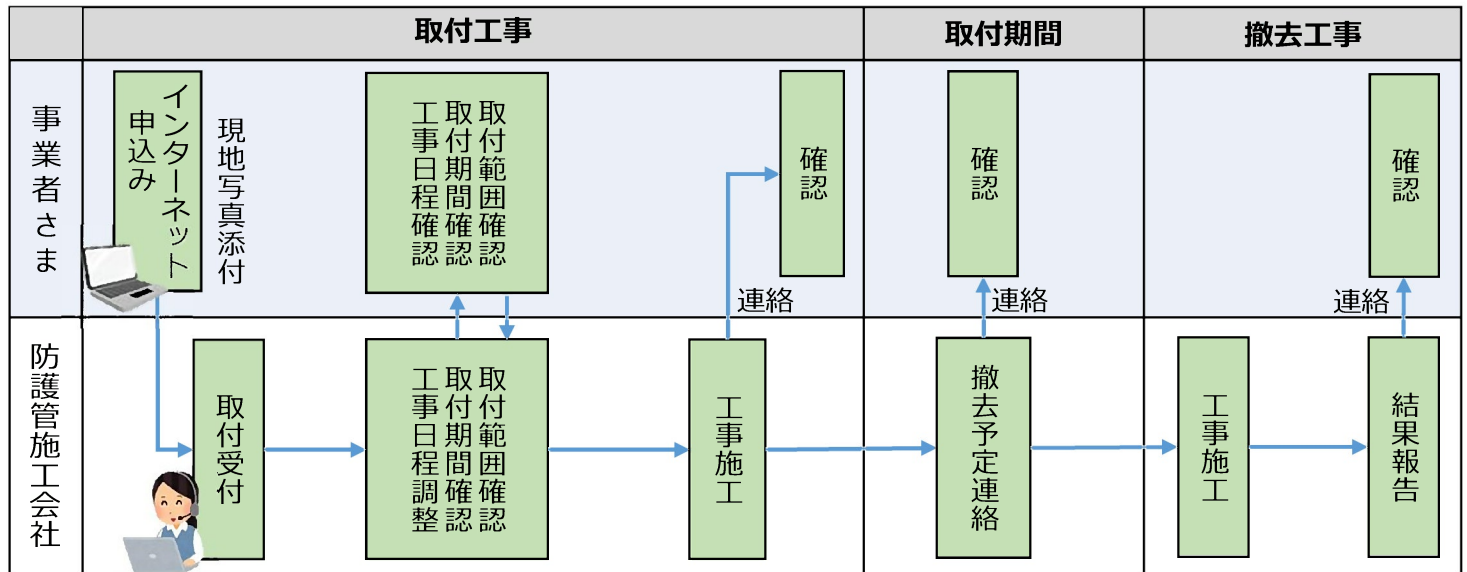 取付工事
取付期間
撤去工事
事業者さま
インターネット
申込み
現地写真添付
取付範囲確認
取付期間確認
工事日程確認
確認
連絡
確認
連絡
確認
連絡
防護管施工会社
取付受付
取付範囲確認
取付期間確認
工事日程調整
工事施工
撤去予定連絡
工事施工
結果報告